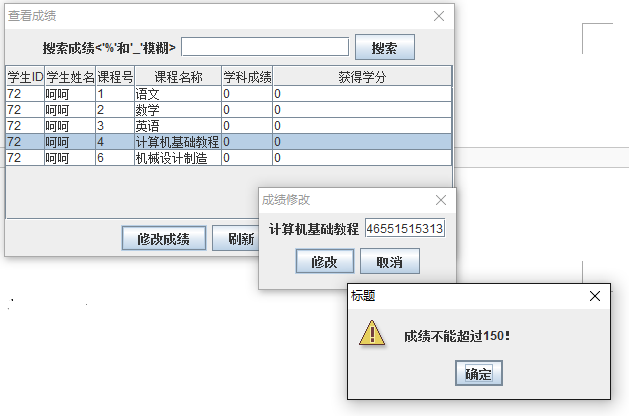 查看成绩
搜索成绩<'%'和'_'模糊> 搜索
学生ID 学生姓名 课程号 课程名称 学科成绩 获得学分
72 呵呵 1 语文 0 0
72 呵呵 2 数学 0 0
72 呵呵 3 英语 0 0
72 呵呵 4 计算机基础教程 0 0
72 呵呵 6 机械设计制造 0 0
修改成绩 刷新
成绩修改
计算机基础教程 46551515313
修改 取消
标题
成绩不能超过150!
确定